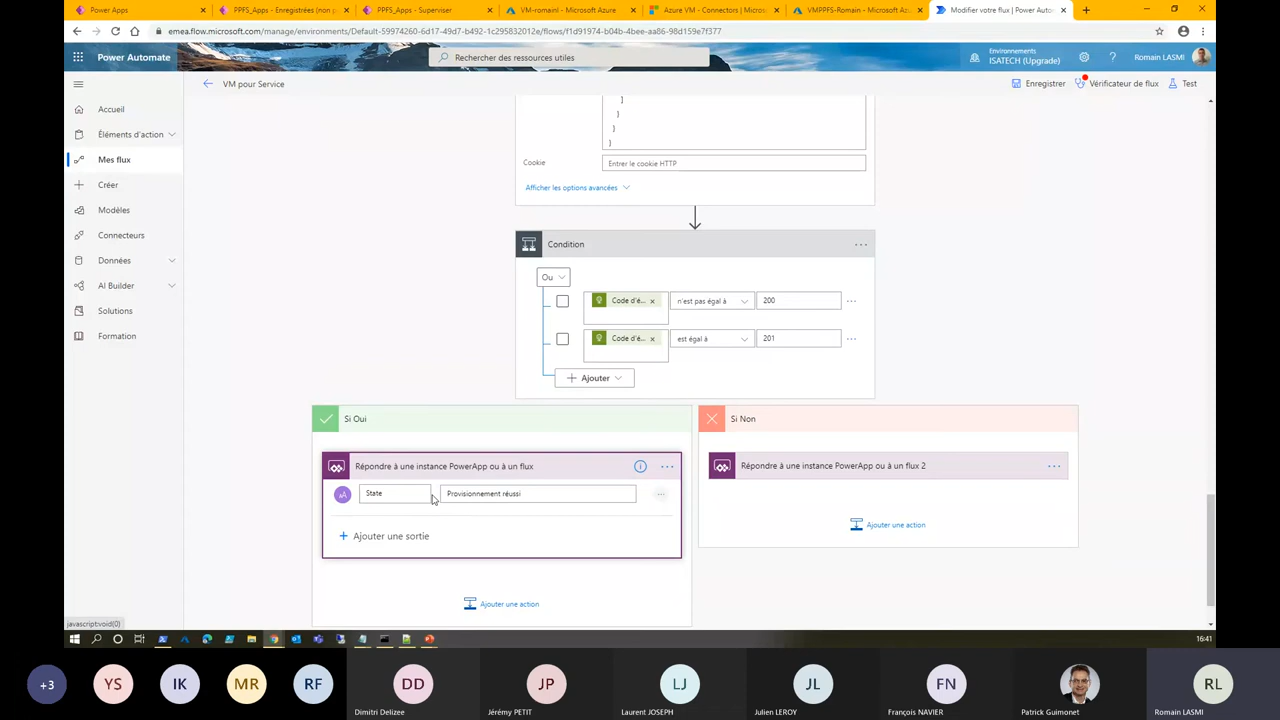 Power Apps
PPFS_Apps - Enregistrées (non p
PPFS_Apps - Superviser
VM-romainl - Microsoft Azure
Azure VM - Connectors | Microso
VMPPFS-Romain - Microsoft Azu
Modifier votre flux | Power Auto
emea.flow.microsoft.com/manage/environments/Default-59974260-6d17-49d7-b492-1c295832012e/flows/f1d91974-b04b-4bee-aa86-98d159e7f377
Power Automate
Rechercher des ressources utiles
Environnements
ISATECH (Upgrade)
Romain LASMI
VM pour Service
Enregistrer
Vérificateur de flux
Test
Accueil
Éléments d'action
Mes flux
Créer
Modèles
Connecteurs
Données
AI Builder
Solutions
Formation
]
}
}
}
Cookie
Entrer le cookie HTTP
Afficher les options avancées
Condition
Ou
Code d'é... x
n'est pas égal à
200
Code d'é... x
est égal à
201
Ajouter
Si Oui
Si Non
Répondre à une instance PowerApp ou à un flux
Répondre à une instance PowerApp ou à un flux 2
State
Provisionnement réussi
Ajouter une sortie
Ajouter une action
Ajouter une action
javascript:void(0)
16:41
+3
YS
IK
MR
RF
DD
JP
LJ
JL
FN
RL
Dimitri Delizee
Jérémy PETIT
Laurent JOSEPH
Julien LEROY
François NAVIER
Patrick Guimonet
Romain LASMI